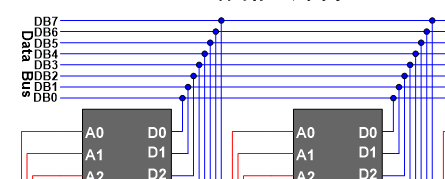 DB7
DB6
DB5
DB4
DB3
DB2
DB1
DB0
Data Bus
A0 D0
A1 D1
A2 D2
A0 D0
A1 D1
A2 D2